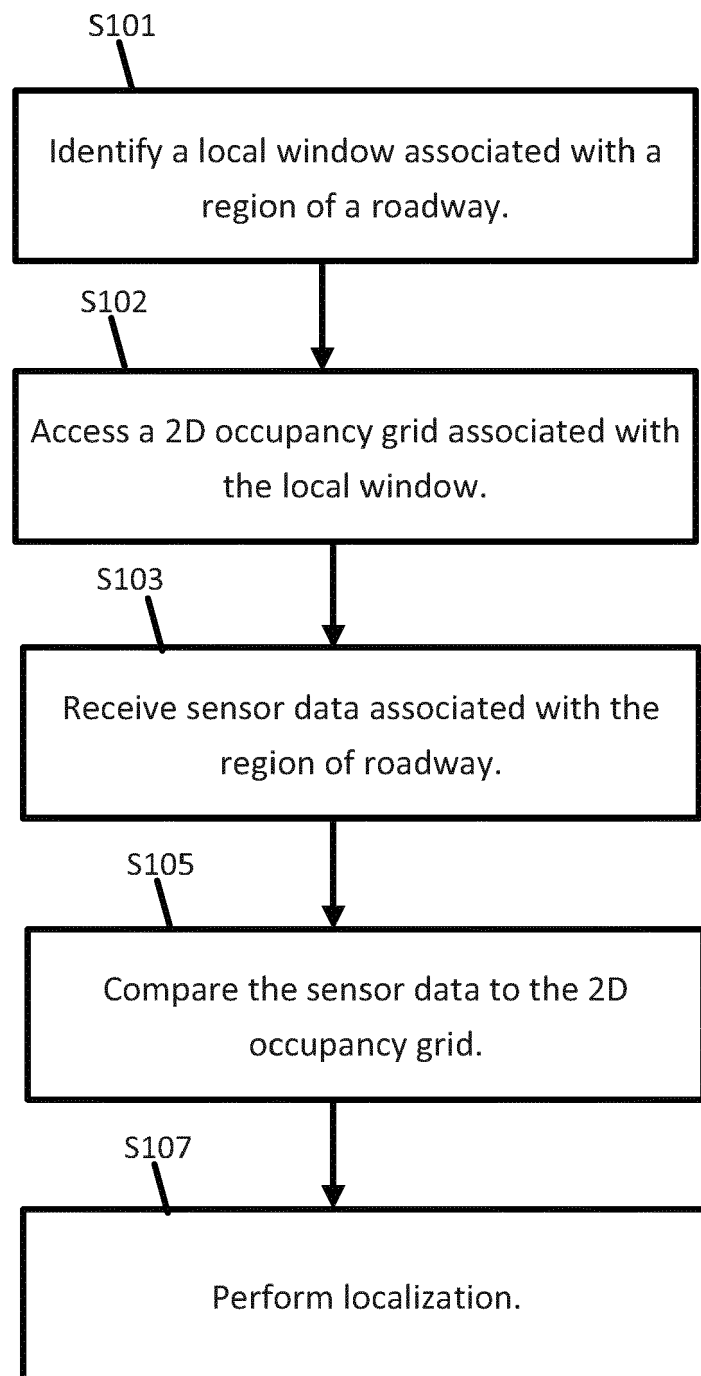 S101
Identify a local window associated with a
region of a roadway.
S102
Access a 2D occupancy grid associated with
the local window.
S103
Receive sensor data associated with the
region of roadway.
S105
Compare the sensor data to the 2D
occupancy grid.
S107
Perform localization.